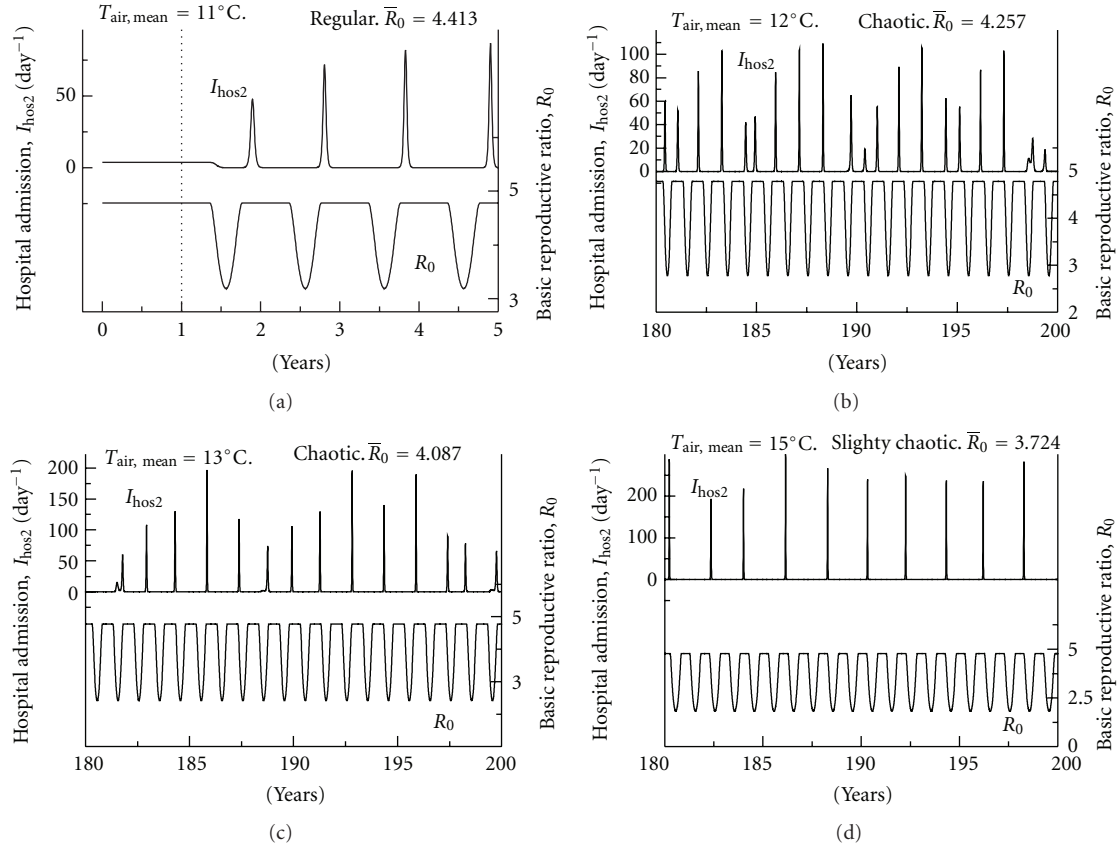 T_air, mean = 11°C.
Regular. R̅_0 = 4.413
Hospital admission, I_hos2 (day^−1)
50
0
I_hos2
R_0
5
3
Basic reproductive ratio, R_0
0 1 2 3 4 5
(Years)
(a)
T_air, mean = 12°C.
Chaotic. R̅_0 = 4.257
Hospital admission, I_hos2 (day^−1)
100
80
60
40
20
0
I_hos2
R_0
5
4
3
2
Basic reproductive ratio, R_0
180 185 190 195 200
(Years)
(b)
T_air, mean = 13°C.
Chaotic. R̅_0 = 4.087
Hospital admission, I_hos2 (day^−1)
200
150
100
50
0
I_hos2
R_0
5
3
Basic reproductive ratio, R_0
180 185 190 195 200
(Years)
(c)
T_air, mean = 15°C. Slighty chaotic. R̅_0 = 3.724
Hospital admission, I_hos2 (day^−1)
200
100
0
I_hos2
R_0
5
2.5
0
Basic reproductive ratio, R_0
180 185 190 195 200
(Years)
(d)